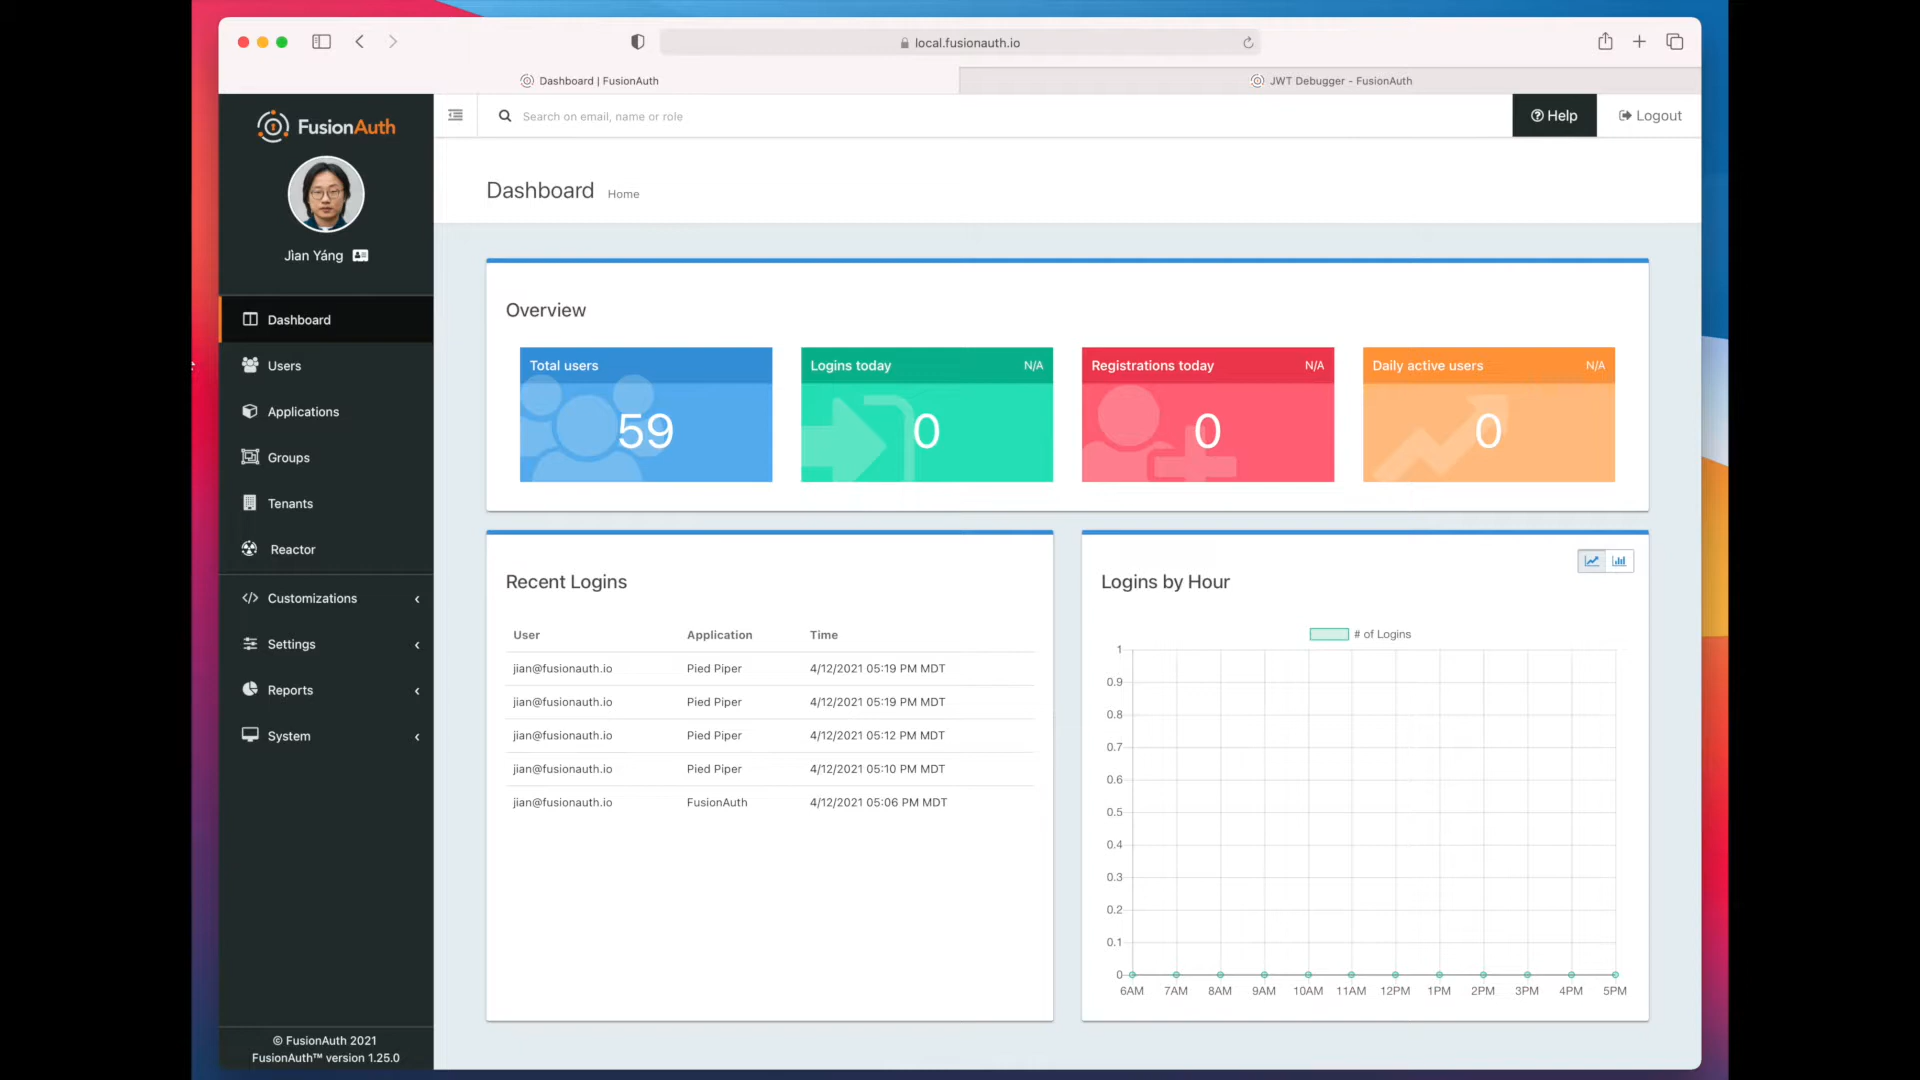 local.fusionauth.io
Dashboard | FusionAuth
JWT Debugger - FusionAuth
FusionAuth
Search on email, name or role
Help
Logout
Jìan Yáng
Dashboard Home
Dashboard
Users
Applications
Groups
Tenants
Reactor
Customizations
Settings
Reports
System
© FusionAuth 2021
FusionAuth™ version 1.25.0
Overview
Total users
59
Logins today N/A
0
Registrations today N/A
0
Daily active users N/A
0
Recent Logins
User Application Time
jian@fusionauth.io Pied Piper 4/12/2021 05:19 PM MDT
jian@fusionauth.io Pied Piper 4/12/2021 05:19 PM MDT
jian@fusionauth.io Pied Piper 4/12/2021 05:12 PM MDT
jian@fusionauth.io Pied Piper 4/12/2021 05:10 PM MDT
jian@fusionauth.io FusionAuth 4/12/2021 05:06 PM MDT
Logins by Hour
# of Logins
1
0.9
0.8
0.7
0.6
0.5
0.4
0.3
0.2
0.1
0
6AM 7AM 8AM 9AM 10AM 11AM 12PM 1PM 2PM 3PM 4PM 5PM